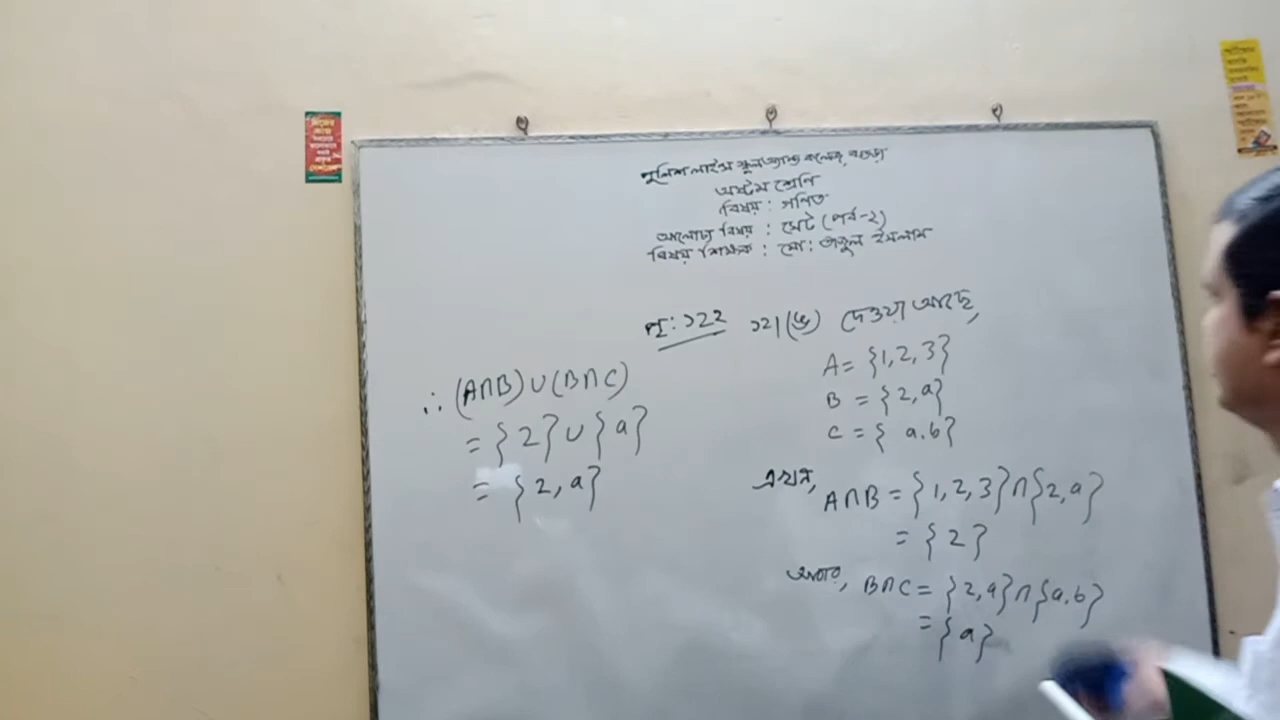 পুলিশ লাইন্স স্কুল অ্যান্ড কলেজ, বগুড়া
অষ্টম শ্রেণি
বিষয় : গণিত
আলোচ্য বিষয় : সেট (পর্ব-২)
বিষয় শিক্ষক : মো: ইসলাম
পৃ: ১২২ ১২।(ঙ) দেওয়া আছে,
A = {1, 2, 3}
B = {2, a}
C = { a. b}
এখন, A∩B = {1, 2, 3}∩{2, a}
= {2}
আবার, B∩C = {2, a}∩{a. b}
= {a}
∴ (A∩B)∪(B∩C)
= {2}∪{a}
= {2, a}